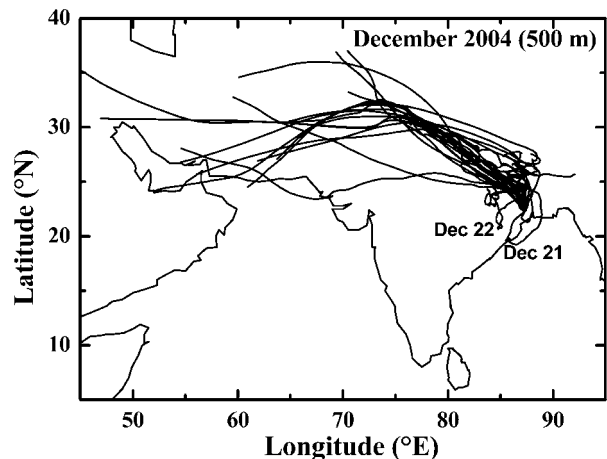 December 2004 (500 m)
40
30
20
10
Latitude (°N)
Dec 22
Dec 21
50 60 70 80 90
Longitude (°E)